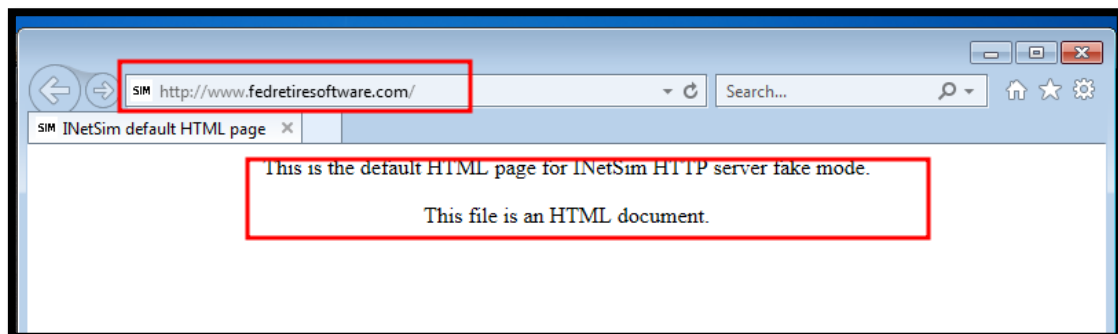 SIM http://www.fedretiresoftware.com/
Search...
SIM INetSim default HTML page
This is the default HTML page for INetSim HTTP server fake mode.
This file is an HTML document.